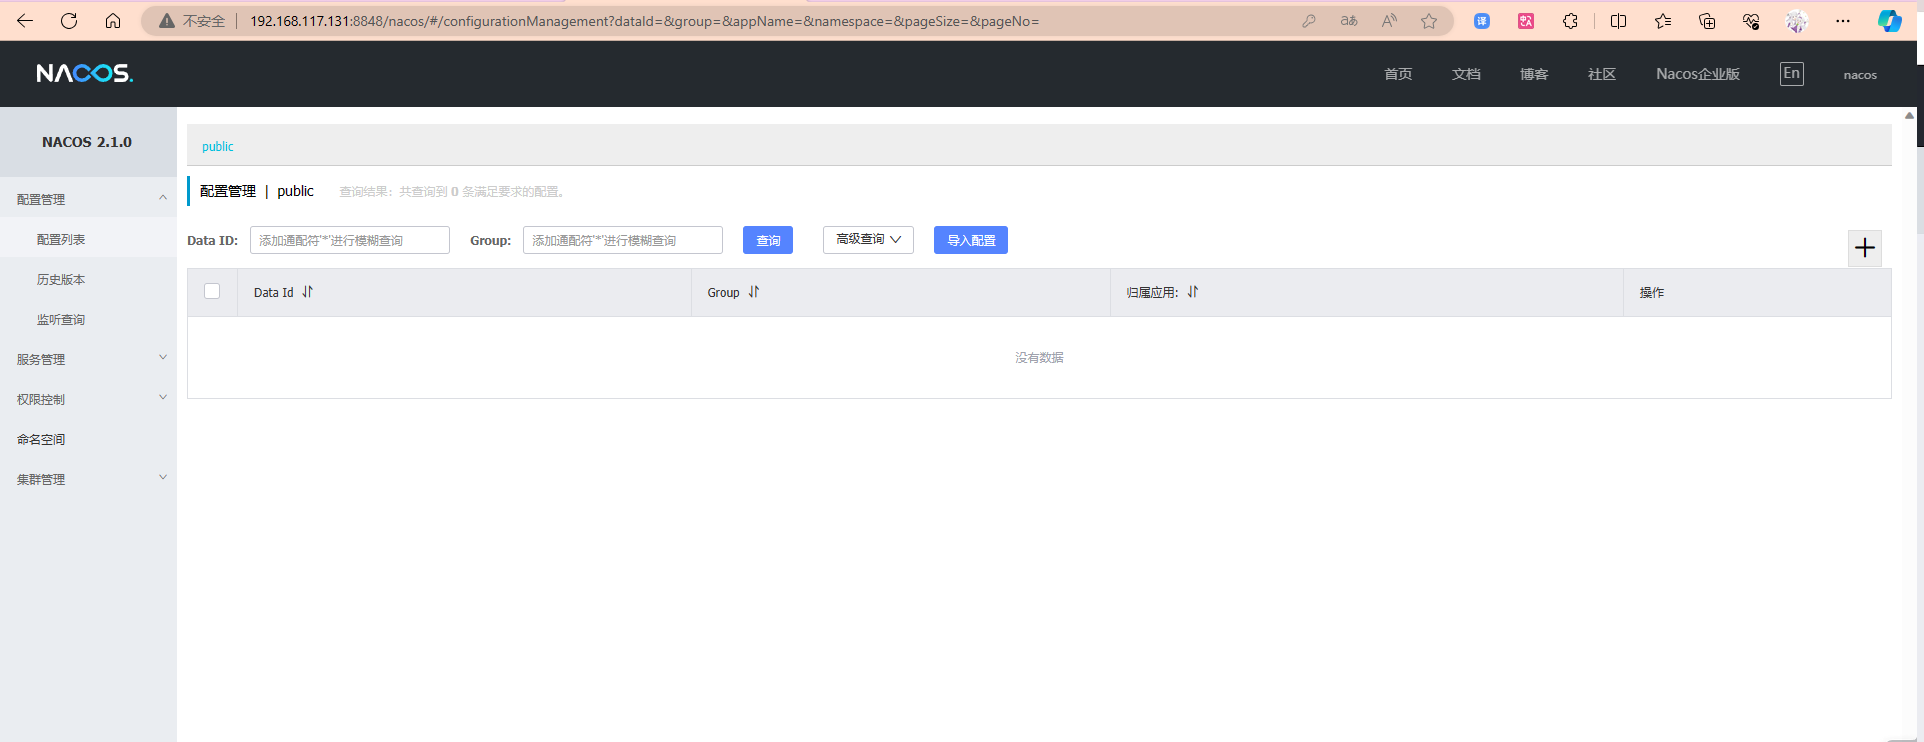 不安全 192.168.117.131:8848/nacos/#/configurationManagement?dataId=&group=&appName=&namespace=&pageSize=&pageNo= aあ A 译 中A
NACOS. 首页 文档 博客 社区 Nacos企业版 En nacos
NACOS 2.1.0
配置管理
配置列表
历史版本
监听查询
服务管理
权限控制
命名空间
集群管理
public
配置管理 | public 查询结果：共查询到 0 条满足要求的配置。
Data ID: 添加通配符'*'进行模糊查询 Group: 添加通配符'*'进行模糊查询 查询 高级查询 导入配置
Data Id Group 归属应用: 操作
没有数据